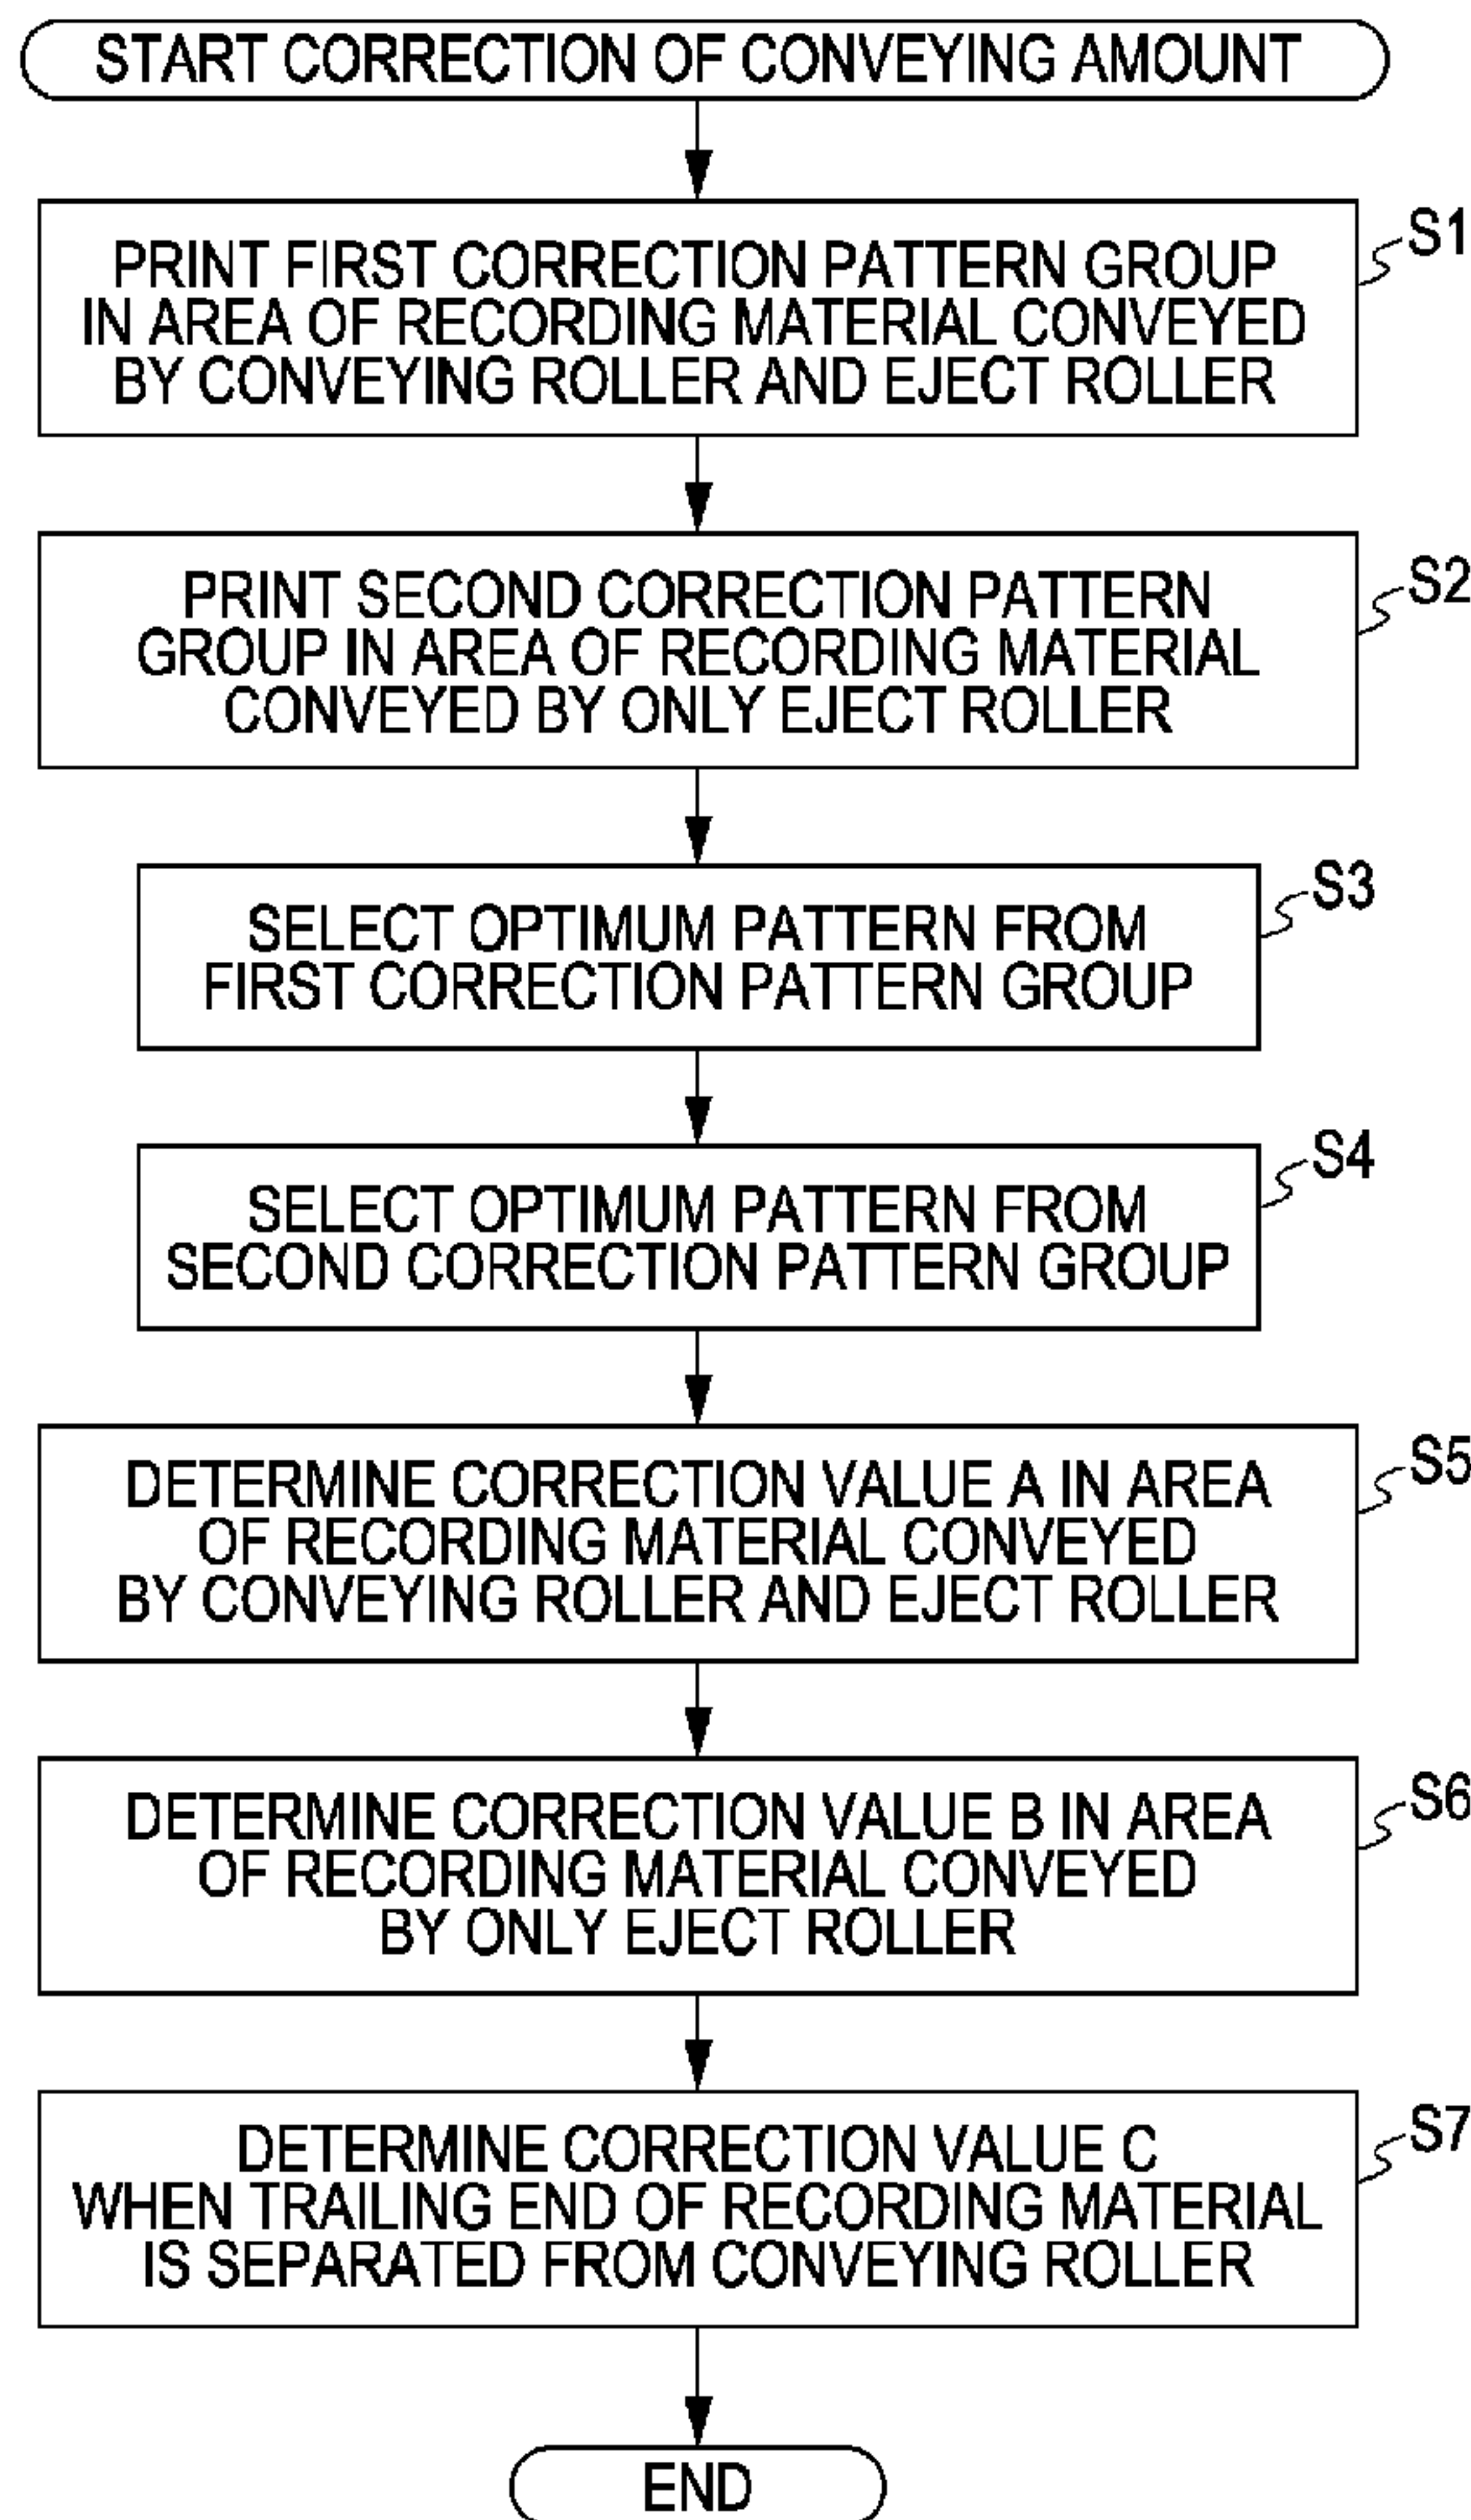 START CORRECTION OF CONVEYING AMOUNT
S1
PRINT FIRST CORRECTION PATTERN GROUP
IN AREA OF RECORDING MATERIAL CONVEYED
BY CONVEYING ROLLER AND EJECT ROLLER
S2
PRINT SECOND CORRECTION PATTERN
GROUP IN AREA OF RECORDING MATERIAL
CONVEYED BY ONLY EJECT ROLLER
S3
SELECT OPTIMUM PATTERN FROM
FIRST CORRECTION PATTERN GROUP
S4
SELECT OPTIMUM PATTERN FROM
SECOND CORRECTION PATTERN GROUP
S5
DETERMINE CORRECTION VALUE A IN AREA
OF RECORDING MATERIAL CONVEYED
BY CONVEYING ROLLER AND EJECT ROLLER
S6
DETERMINE CORRECTION VALUE B IN AREA
OF RECORDING MATERIAL CONVEYED
BY ONLY EJECT ROLLER
S7
DETERMINE CORRECTION VALUE C
WHEN TRAILING END OF RECORDING MATERIAL
IS SEPARATED FROM CONVEYING ROLLER
END